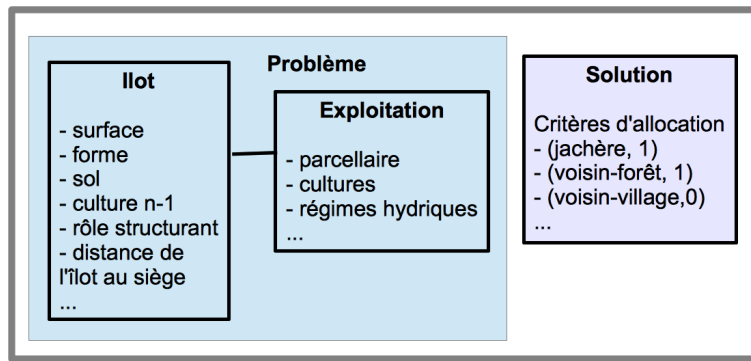 Problème
Ilot
- surface
- forme
- sol
- culture n-1
- rôle structurant
- distance de
l'îlot au siège
...
Exploitation
- parcellaire
- cultures
- régimes hydriques
...
Solution
Critères d'allocation
- (jachère, 1)
- (voisin-forêt, 1)
- (voisin-village,0)
...